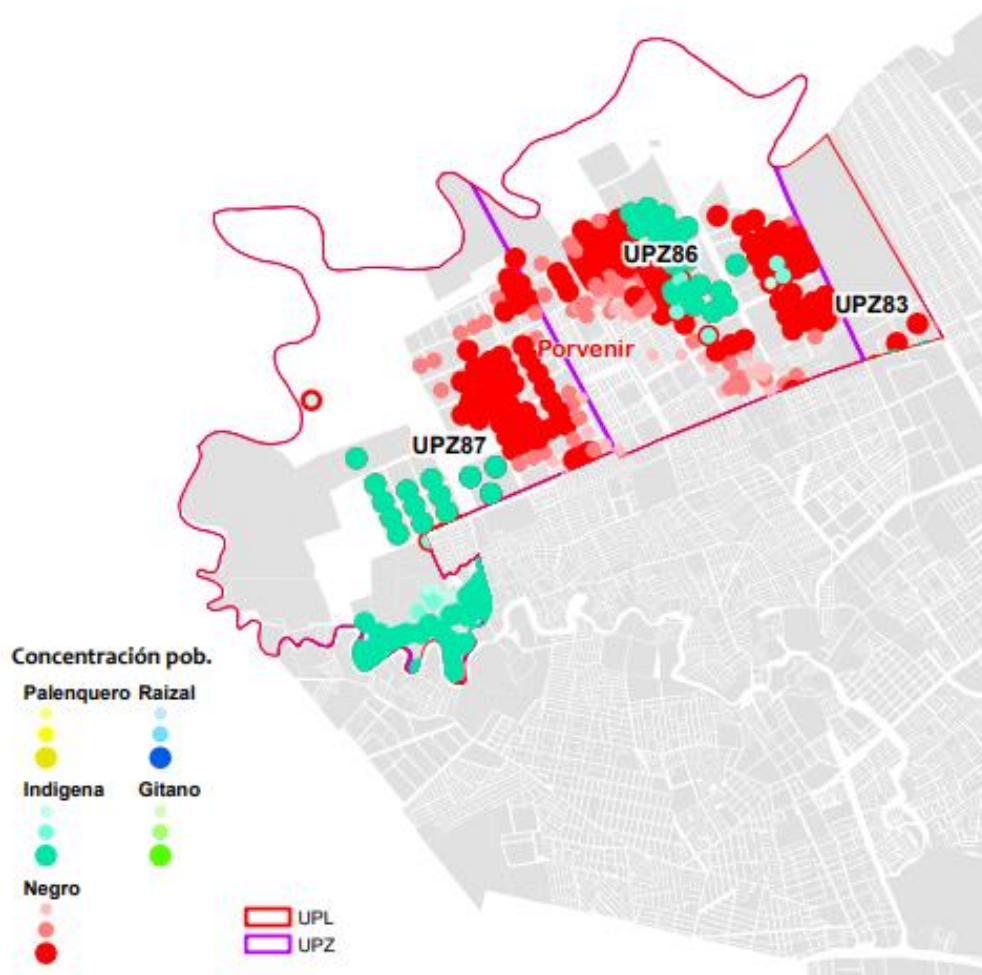 UPZ86
UPZ83
Porvenir
UPZ87
Concentración pob.
Palenquero Raizal
Indigena Gitano
Negro
UPL
UPZ